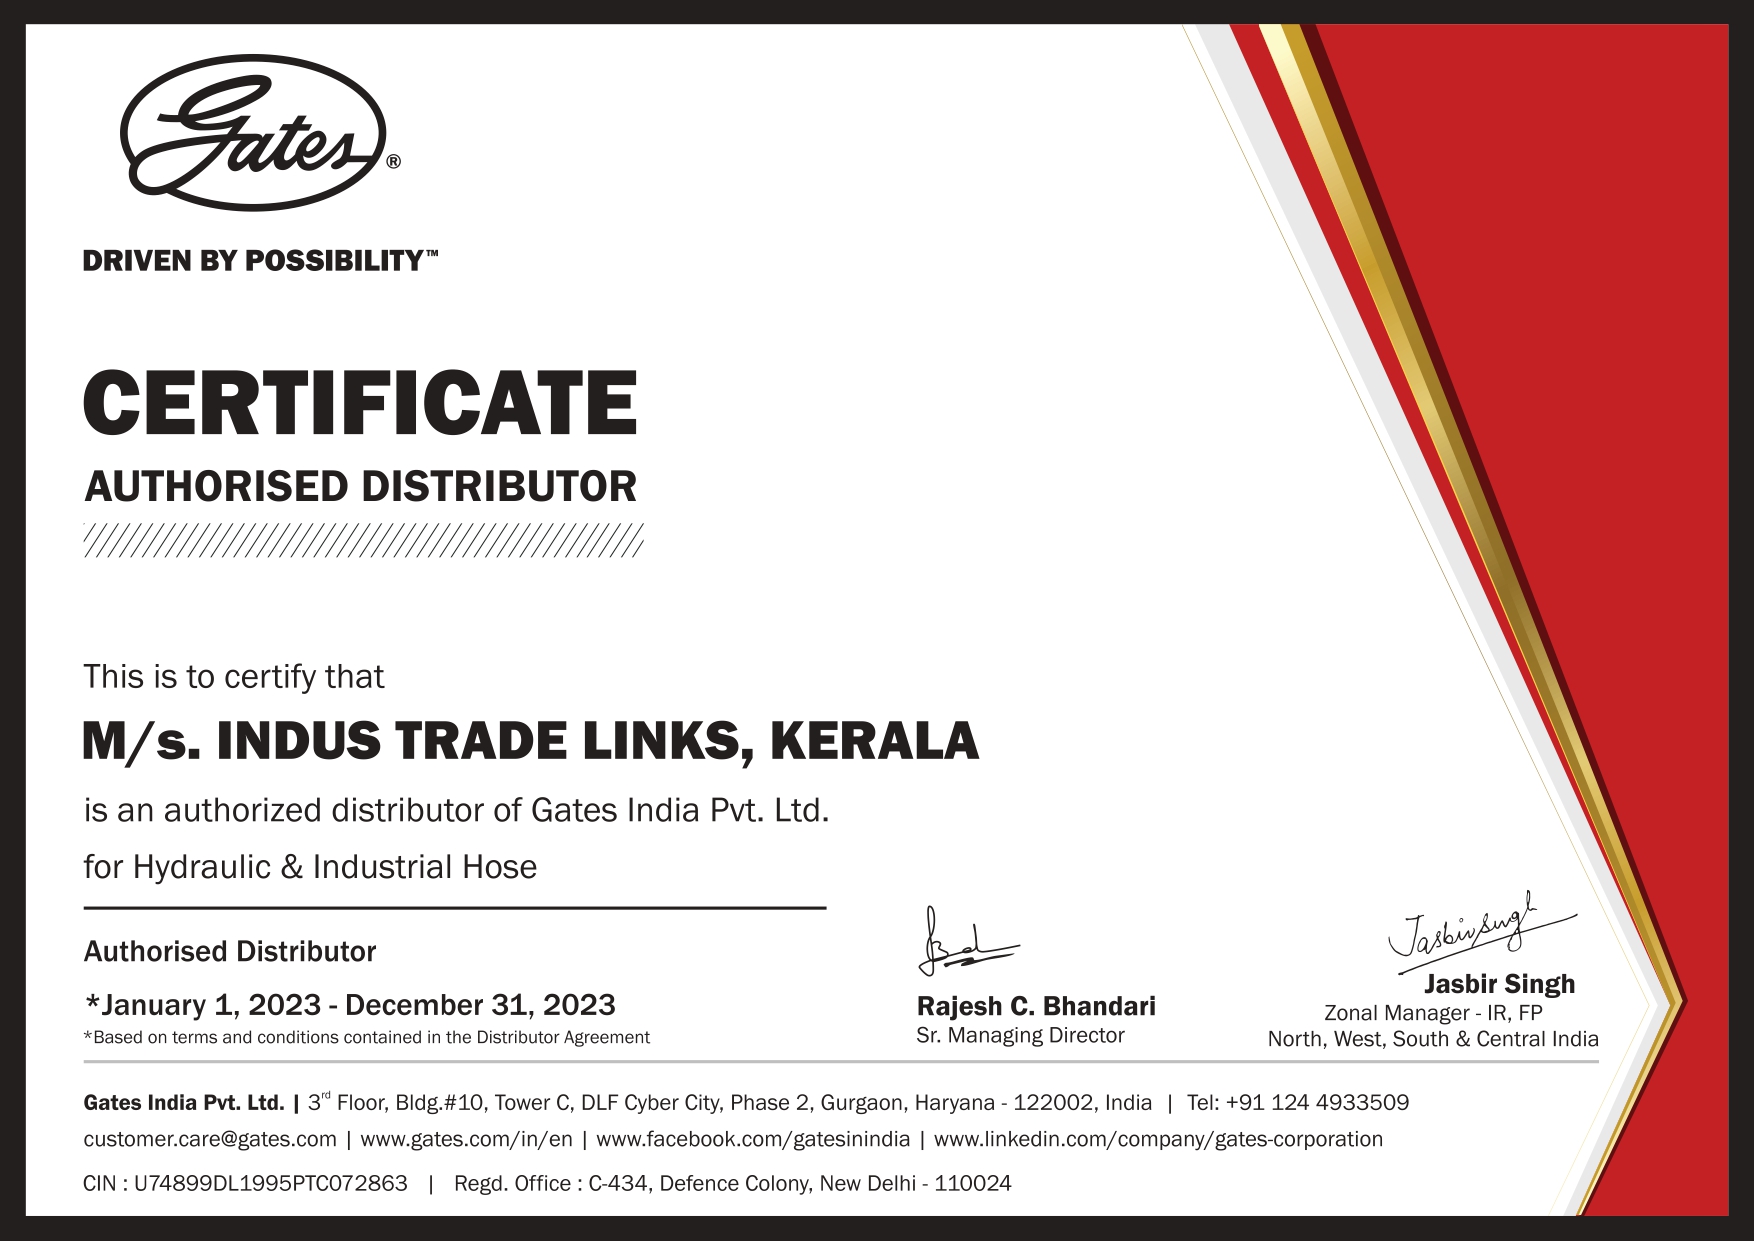 Gates®
DRIVEN BY POSSIBILITY™
CERTIFICATE
AUTHORISED DISTRIBUTOR
This is to certify that
M/s. INDUS TRADE LINKS, KERALA
is an authorized distributor of Gates India Pvt. Ltd.
for Hydraulic & Industrial Hose
Authorised Distributor
*January 1, 2023 - December 31, 2023
*Based on terms and conditions contained in the Distributor Agreement
Rajesh C. Bhandari
Sr. Managing Director
Jasbir Singh
Jasbir Singh
Zonal Manager - IR, FP
North, West, South & Central India
Gates India Pvt. Ltd. | 3rd Floor, Bldg.#10, Tower C, DLF Cyber City, Phase 2, Gurgaon, Haryana - 122002, India | Tel: +91 124 4933509
customer.care@gates.com | www.gates.com/in/en | www.facebook.com/gatesinindia | www.linkedin.com/company/gates-corporation
CIN : U74899DL1995PTC072863 | Regd. Office : C-434, Defence Colony, New Delhi - 110024